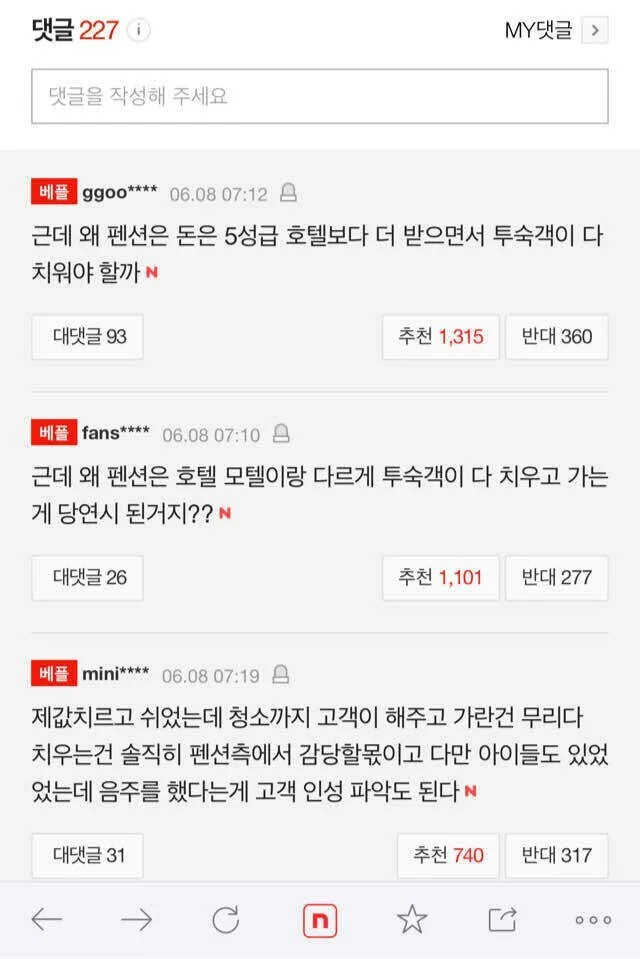 댓글 227 i MY댓글 >
댓글을 작성해 주세요
베플 ggoo**** 06.08 07:12
근데 왜 펜션은 돈은 5성급 호텔보다 더 받으면서 투숙객이 다
치워야 할까 N
대댓글 93 추천 1,315 반대 360
베플 fans**** 06.08 07:10
근데 왜 펜션은 호텔 모텔이랑 다르게 투숙객이 다 치우고 가는
게 당연시 된거지?? N
대댓글 26 추천 1,101 반대 277
베플 mini**** 06.08 07:19
제값치르고 쉬었는데 청소까지 고객이 해주고 가란건 무리다
치우는건 솔직히 펜션측에서 감당할몫이고 다만 아이들도 있었
었는데 음주를 했다는게 고객 인성 파악도 된다 N
대댓글 31 추천 740 반대 317
n